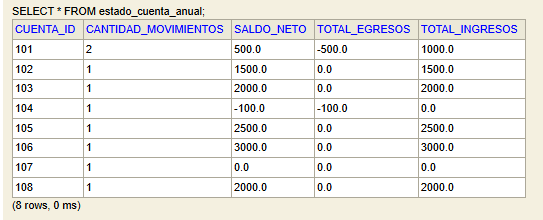 SELECT * FROM estado_cuenta_anual;
CUENTA_ID CANTIDAD_MOVIMIENTOS SALDO_NETO TOTAL_EGRESOS TOTAL_INGRESOS
101 2 500.0 -500.0 1000.0
102 1 1500.0 0.0 1500.0
103 1 2000.0 0.0 2000.0
104 1 -100.0 -100.0 0.0
105 1 2500.0 0.0 2500.0
106 1 3000.0 0.0 3000.0
107 1 0.0 0.0 0.0
108 1 2000.0 0.0 2000.0
(8 rows, 0 ms)